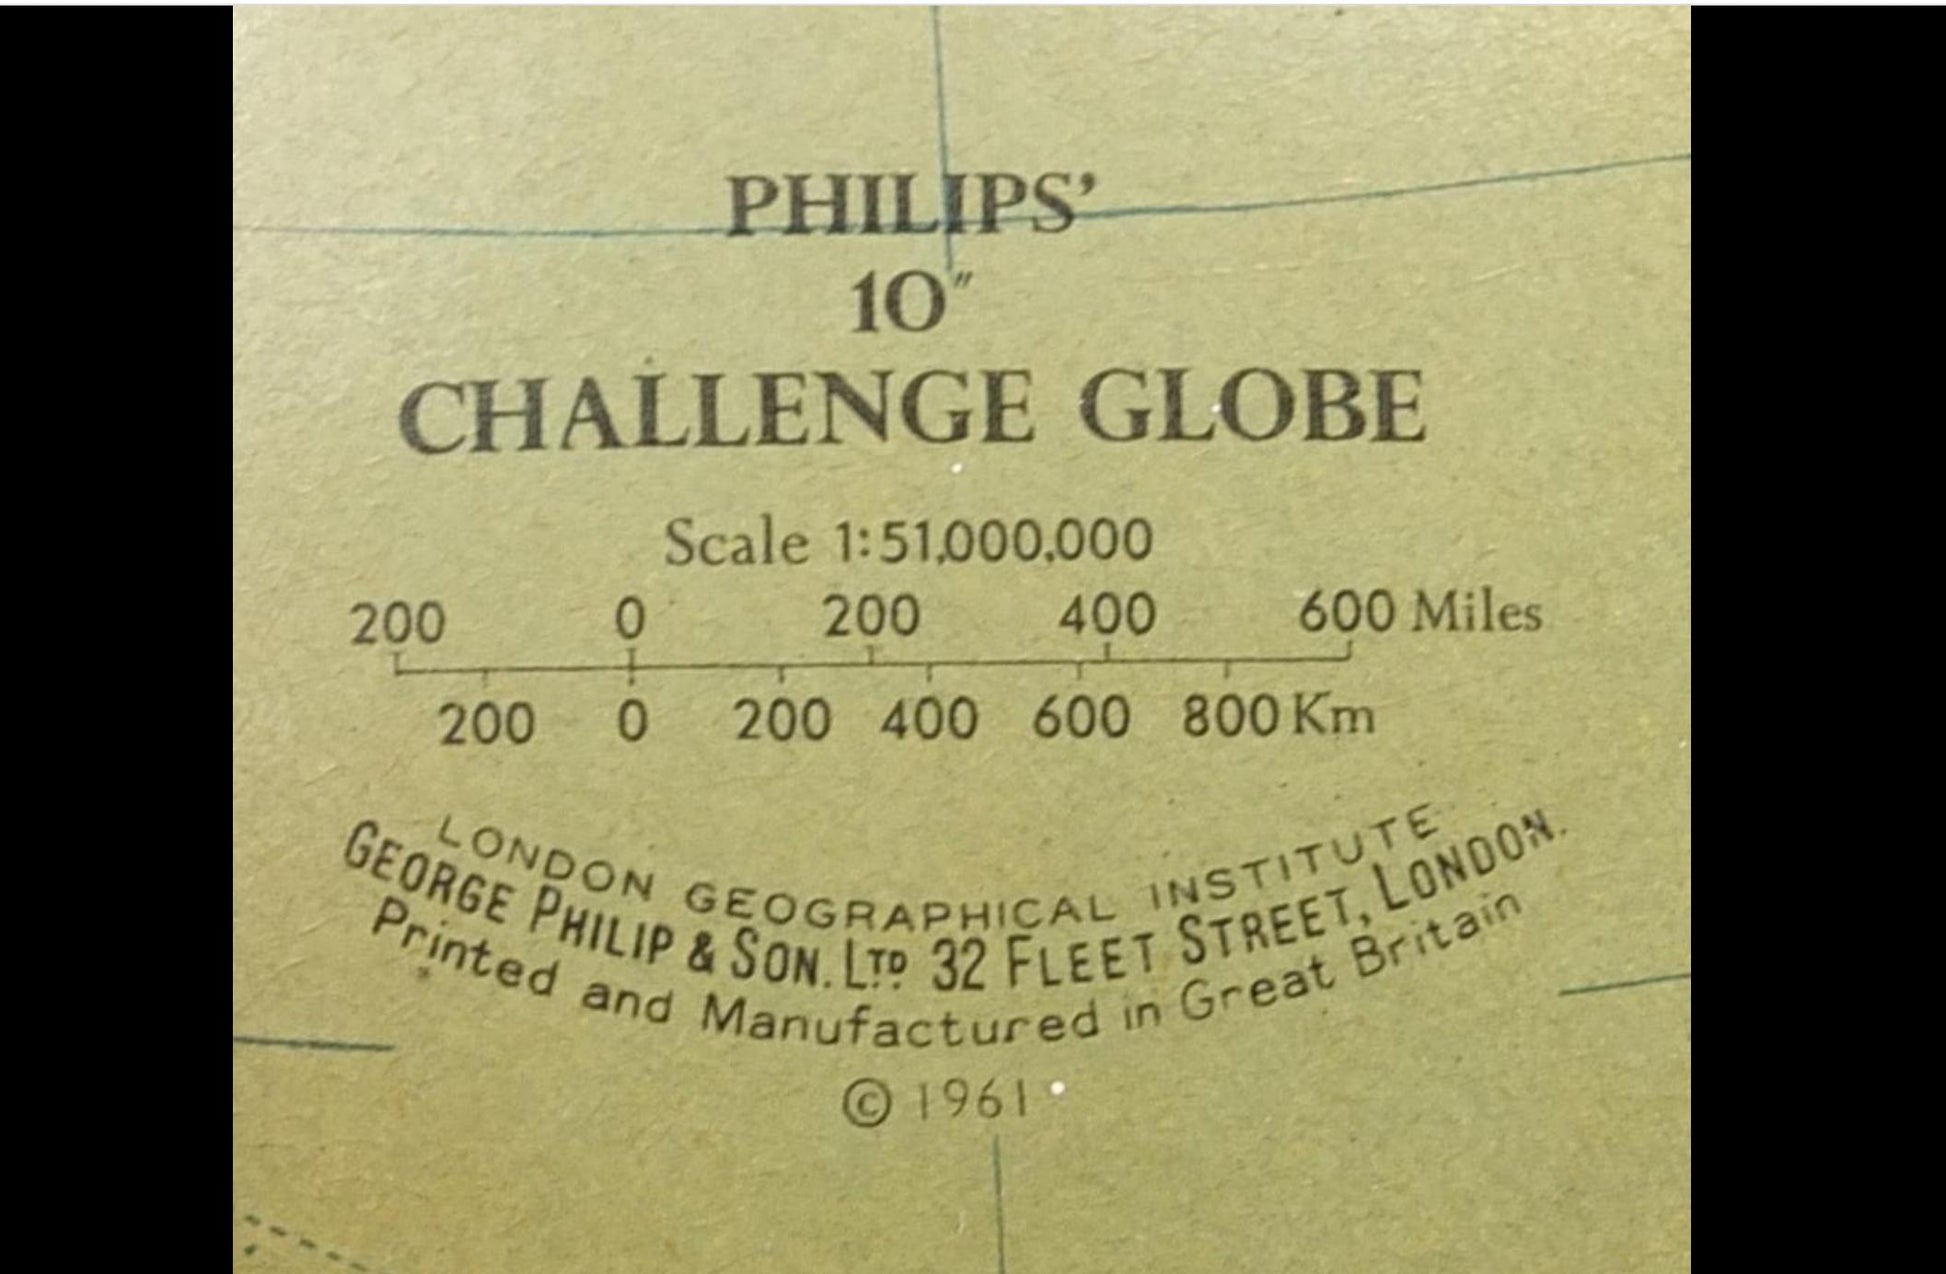 PHILIPS'
10"
CHALLENGE GLOBE
Scale 1:51,000,000
200 0 200 400 600 Miles
200 0 200 400 600 800 Km
LONDON GEOGRAPHICAL INSTITUTE
GEORGE PHILIP & SON. LTD 32 FLEET STREET, LONDON.
Printed and Manufactured in Great Britain
© 1961